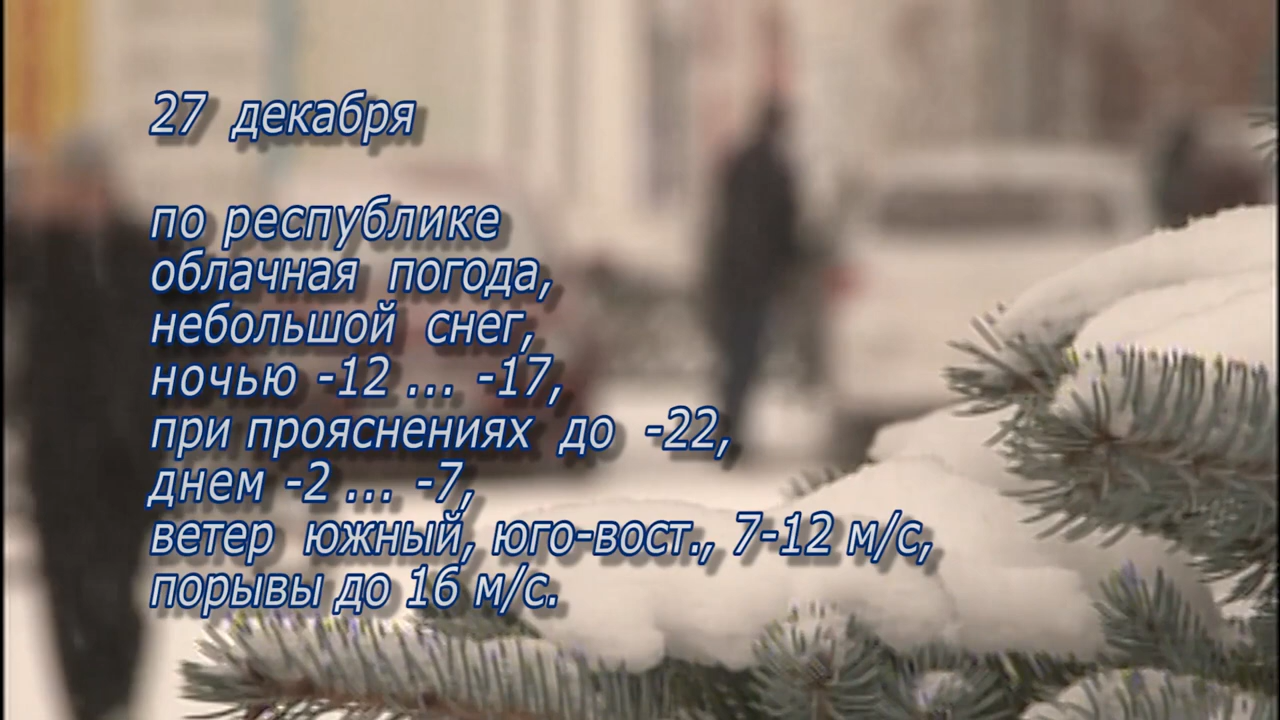 27 декабря
по республике
облачная погода,
небольшой снег,
ночью -12 ... -17,
при прояснениях до -22,
днем -2 ... -7,
ветер южный, юго-вост., 7-12 м/с,
порывы до 16 м/с.